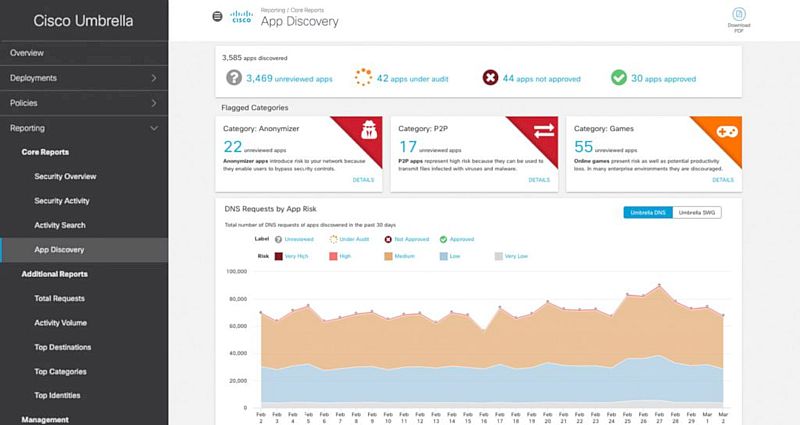 Cisco Umbrella
Overview
Deployments
Policies
Reporting
Core Reports
Security Overview
Security Activity
Activity Search
App Discovery
Additional Reports
Total Requests
Activity Volume
Top Destinations
Top Categories
Top Identities
Management
CISCO
Reporting / Core Reports
App Discovery
Download
PDF
3,585 apps discovered
3,469 unreviewed apps
42 apps under audit
44 apps not approved
30 apps approved
Flagged Categories
Category: Anonymizer
22 unreviewed apps
Anonymizer apps introduce risk to your network because
they enable users to bypass security controls.
DETAILS
Category: P2P
17 unreviewed apps
P2P apps represent high risk because they can be used to
transmit files infected with viruses and malware.
DETAILS
Category: Games
55 unreviewed apps
Online games present risk as well as potential productivity
loss. In many enterprise environments they are discouraged.
DETAILS
DNS Requests by App Risk
Umbrella DNS
Umbrella SWG
Total number of DNS requests of apps discovered in the past 30 days
Label Unreviewed Under Audit Not Approved Approved
Risk Very High High Medium Low Very Low
100,000
80,000
60,000
40,000
20,000
0
Feb Feb Feb Feb Feb Feb Feb Feb Feb Feb Feb Feb Feb Feb Feb Feb Feb Feb Feb Feb Feb Feb Feb Feb Feb Feb Feb Feb Mar Mar
2 3 4 5 6 7 8 9 10 11 12 13 14 15 16 17 18 19 20 21 22 23 24 25 26 27 28 29 1 2